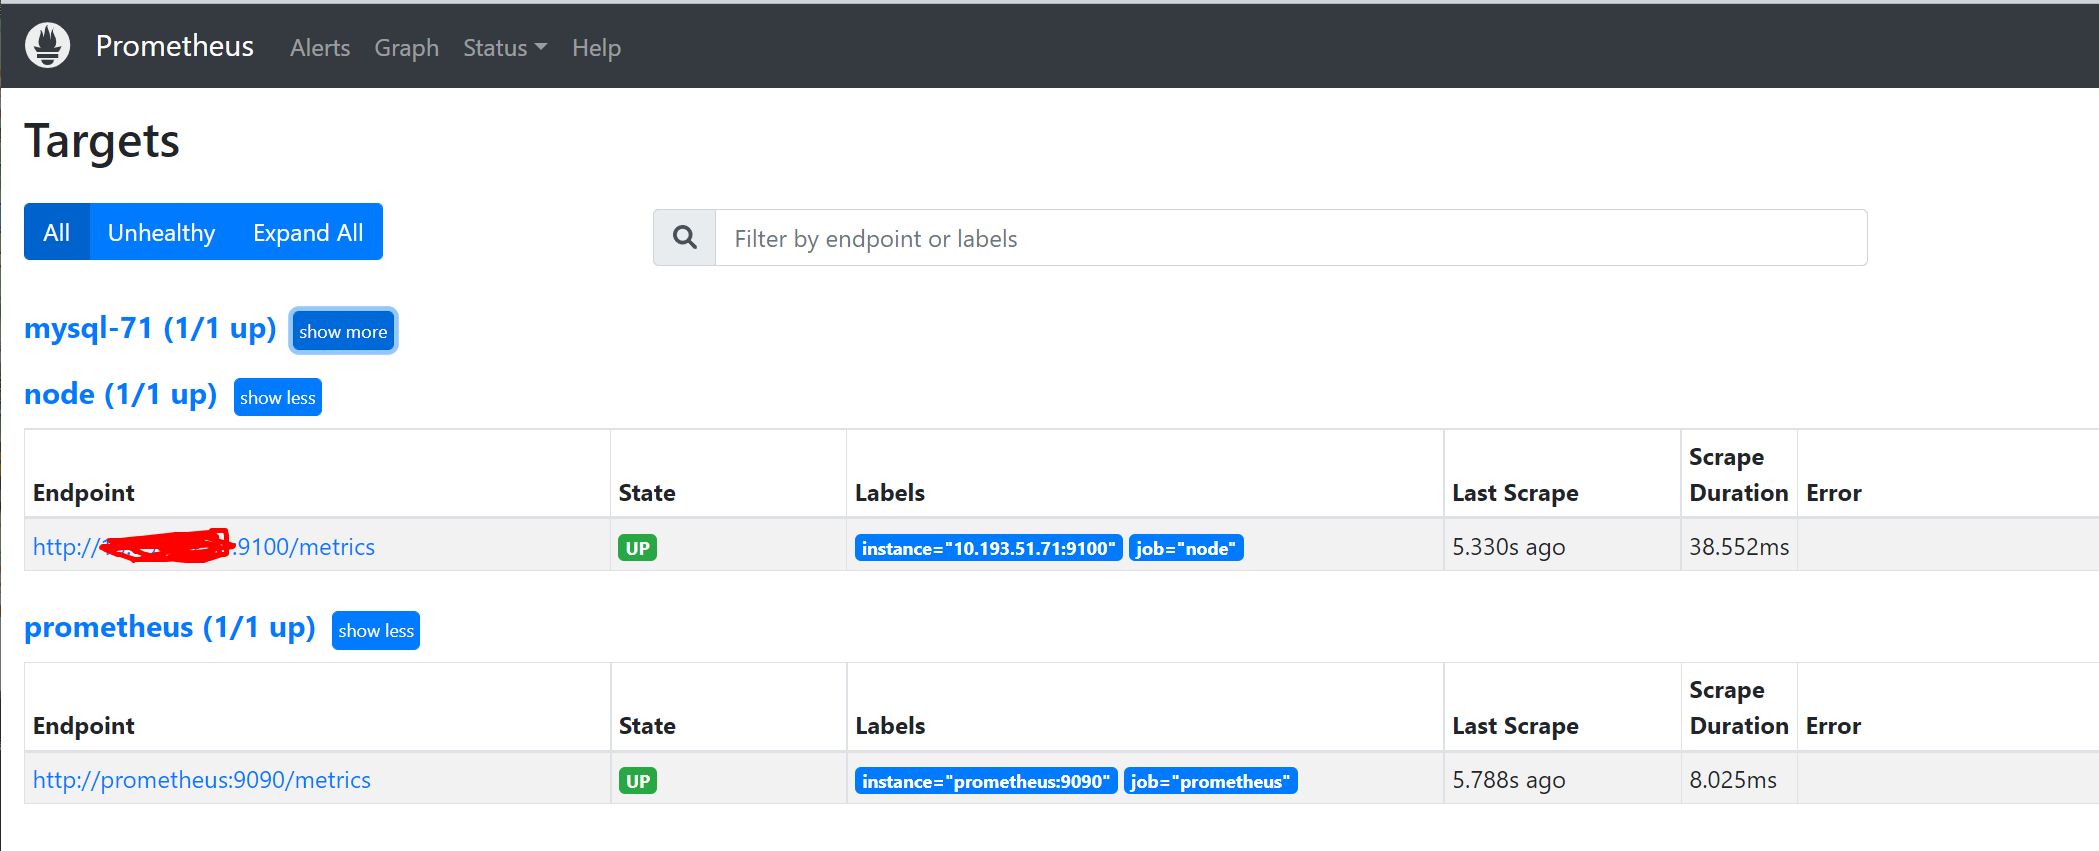 Prometheus Alerts Graph Status Help
Targets
All Unhealthy Expand All
Filter by endpoint or labels
mysql-71 (1/1 up) show more
node (1/1 up) show less
Endpoint State Labels Last Scrape Scrape Duration Error
http:// :9100/metrics UP instance="10.193.51.71:9100" job="node" 5.330s ago 38.552ms
prometheus (1/1 up) show less
Endpoint State Labels Last Scrape Scrape Duration Error
http://prometheus:9090/metrics UP instance="prometheus:9090" job="prometheus" 5.788s ago 8.025ms